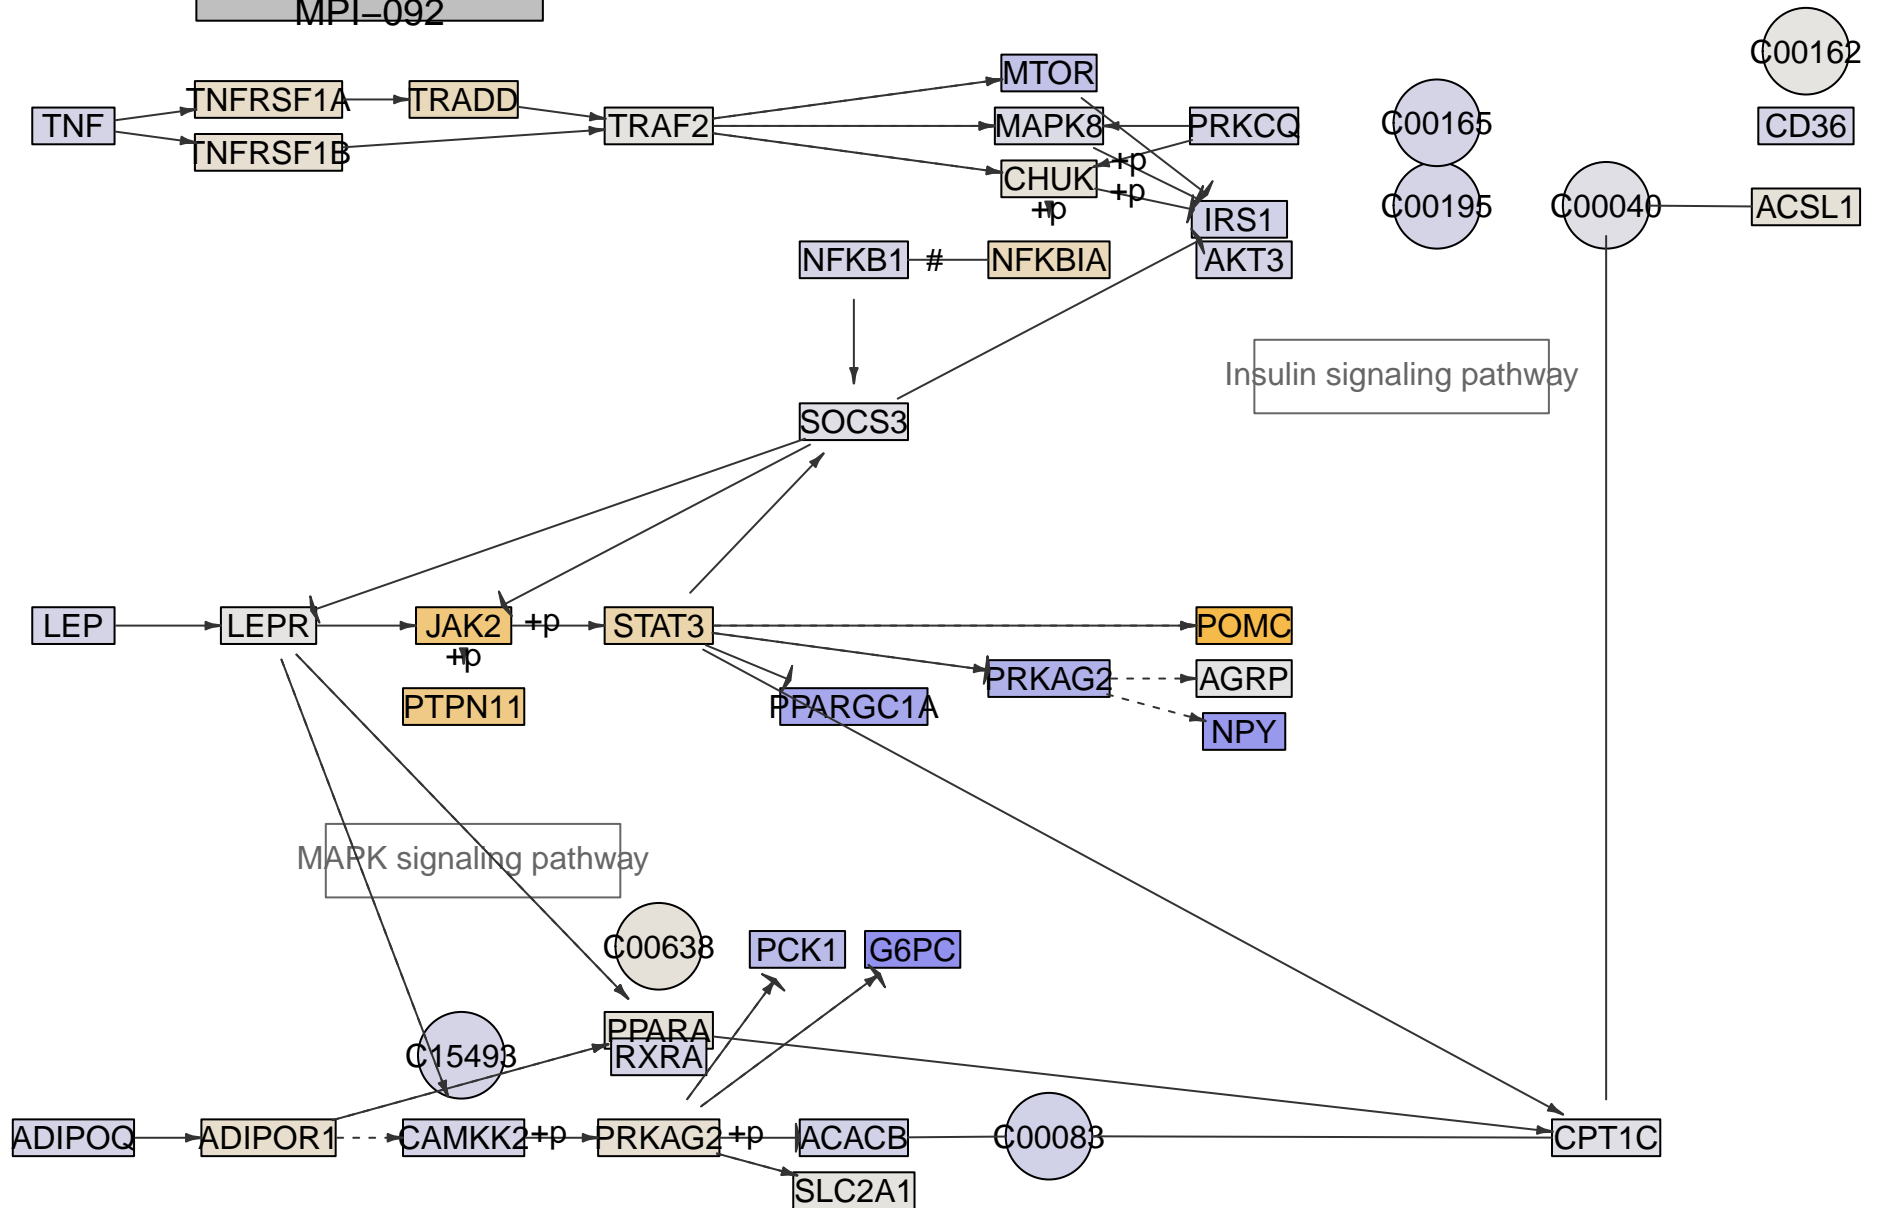 MPI−092
C00162
TNFRSF1A
TRADD
MTOR
TNF
TRAF2
MAPK8
PRKCQ
C00165
CD36
TNFRSF1B
+p
CHUK
+p
+p
IRS1
C00195
C00040
ACSL1
NFKB1
#
NFKBIA
AKT3
Insulin signaling pathway
SOCS3
LEP
LEPR
JAK2
+p
STAT3
POMC
+p
PRKAG2
AGRP
PTPN11
PPARGC1A
NPY
MAPK signaling pathway
C00638
PCK1
G6PC
PPARA
C15493
RXRA
ADIPOQ
ADIPOR1
CAMKK2
+p
PRKAG2
+p
ACACB
C00083
CPT1C
SLC2A1